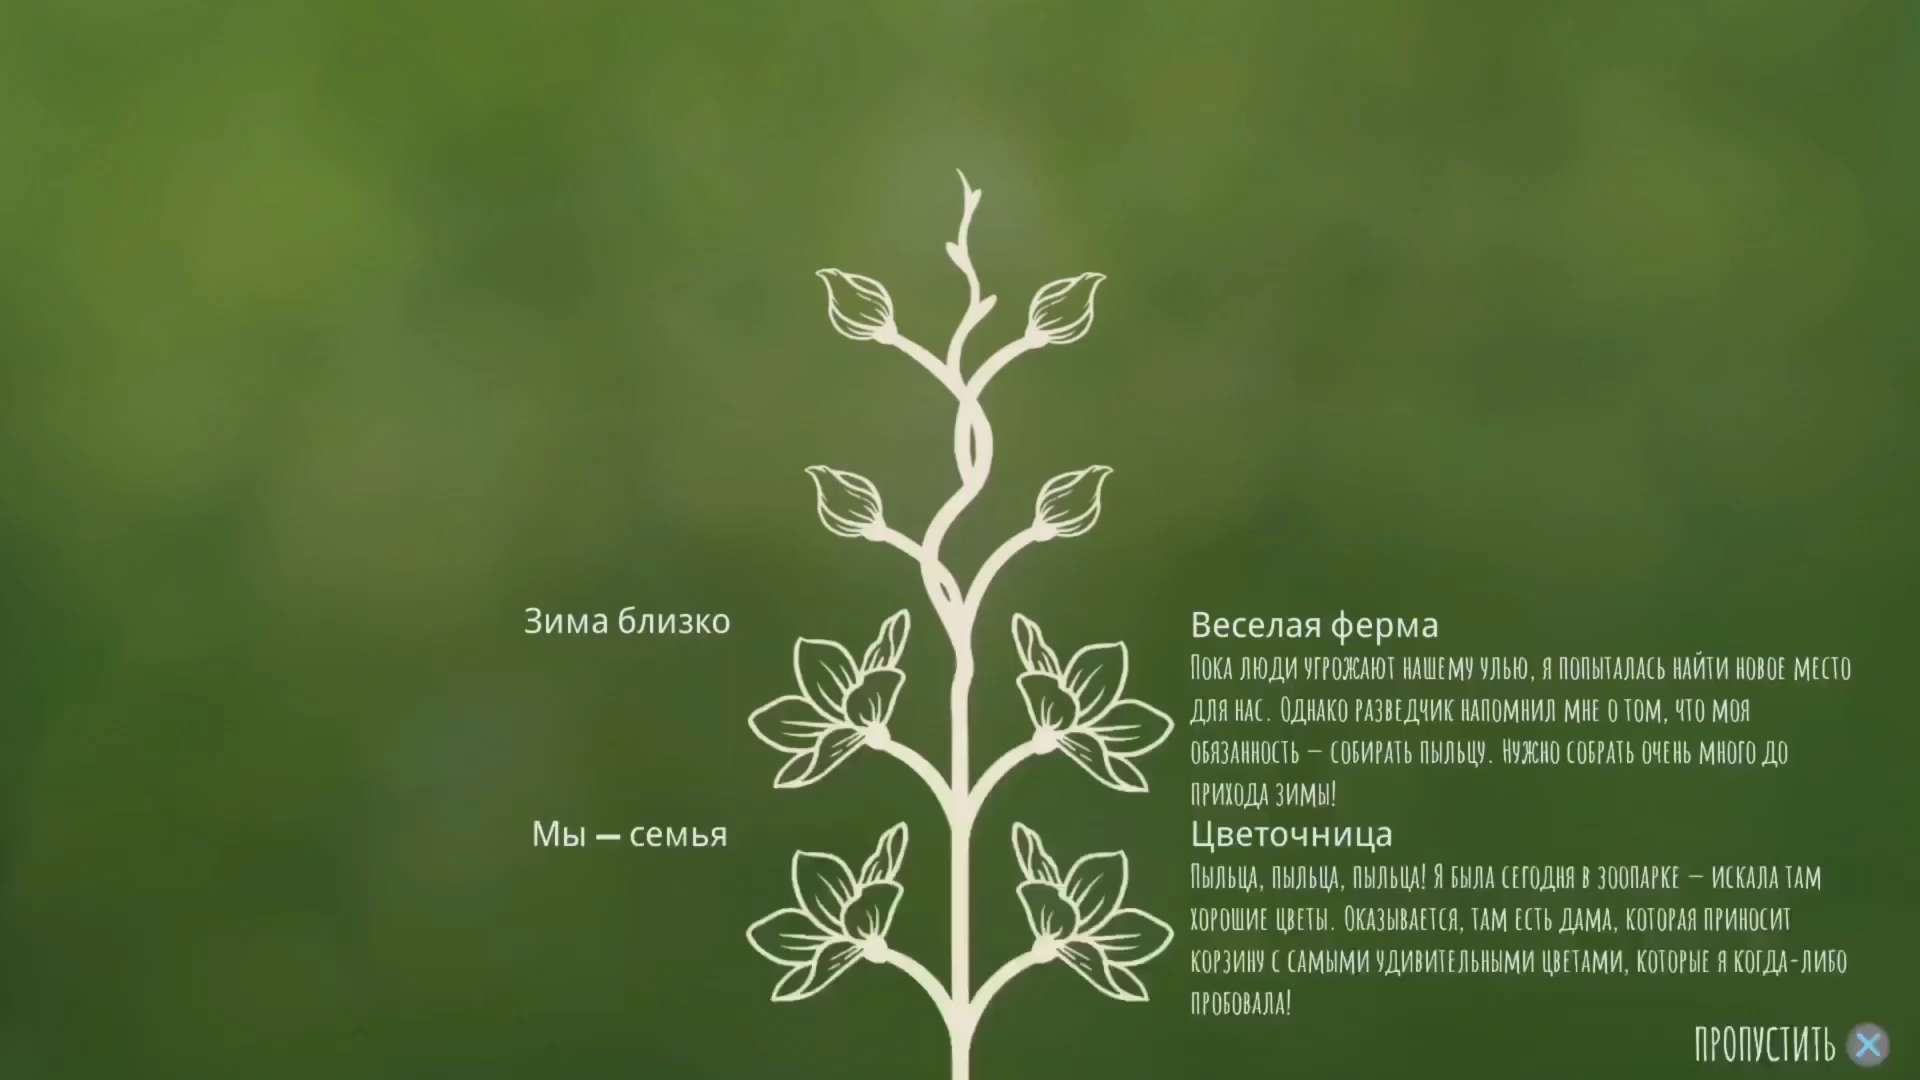 Зима близко
Веселая ферма
Пока люди угрожают нашему улью, я попыталась найти новое место
для нас. Однако разведчик напомнил мне о том, что моя
обязанность – собирать пыльцу. Нужно собрать очень много до
прихода зимы!
Мы – семья
Цветочница
Пыльца, пыльца, пыльца! Я была сегодня в зоопарке – искала там
хорошие цветы. Оказывается, там есть дама, которая приносит
корзину с самыми удивительными цветами, которые я когда-либо
пробовала!
ПРОПУСТИТЬ